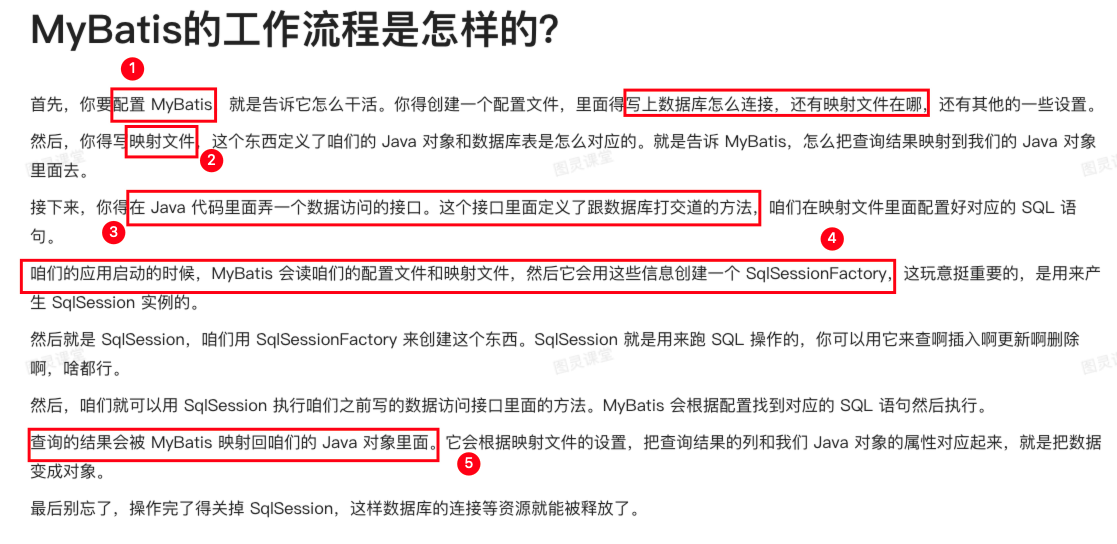 MyBatis的工作流程是怎样的?
1
首先，你要配置 MyBatis，就是告诉它怎么干活。你得创建一个配置文件，里面得写上数据库怎么连接，还有映射文件在哪，还有其他的一些设置。
然后，你得写映射文件，这个东西定义了咱们的 Java 对象和数据库表是怎么对应的。就是告诉 MyBatis，怎么把查询结果映射到我们的 Java 对象
2
里面去。
图灵课堂
图灵课堂
图灵课
接下来，你得在 Java 代码里面弄一个数据访问的接口。这个接口里面定义了跟数据库打交道的方法，咱们在映射文件里面配置好对应的 SQL 语
句。
3
4
咱们的应用启动的时候，MyBatis 会读咱们的配置文件和映射文件，然后它会用这些信息创建一个 SqlSessionFactory，这玩意挺重要的，是用来产
生 SqlSession 实例的。
然后就是 SqlSession，咱们用 SqlSessionFactory 来创建这个东西。SqlSession 就是用来跑 SQL 操作的，你可以用它来查啊插入啊更新啊删除
啊，啥都行。
图灵课堂
图灵课堂
图灵课
然后，咱们就可以用 SqlSession 执行咱们之前写的数据访问接口里面的方法。MyBatis 会根据配置找到对应的 SQL 语句然后执行。
查询的结果会被 MyBatis 映射回咱们的 Java 对象里面。它会根据映射文件的设置，把查询结果的列和我们 Java 对象的属性对应起来，就是把数据
5
变成对象。
最后别忘了，操作完了得关掉 SqlSession，这样数据库的连接等资源就能被释放了。